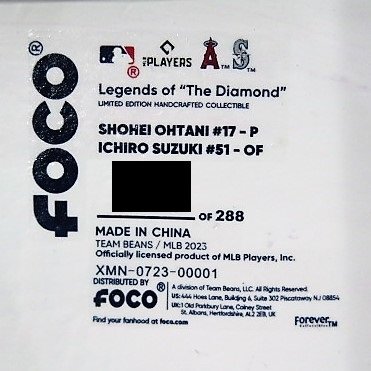 FOCO®
MLB PLAYERS
Legends of "The Diamond"
LIMITED EDITION HANDCRAFTED COLLECTIBLE
SHOHEI OHTANI #17 - P
ICHIRO SUZUKI #51 - OF
OF 288
MADE IN CHINA
TEAM BEANS / MLB 2023
Officially licensed product of MLB Players, Inc.
XMN-0723-00001
DISTRIBUTED BY
FOCO®
A division of Team Beans, LLC. All Rights Reserved.
US: 444 Hoes Lane, Building 6, Suite 302 Piscataway NJ 08854
UK: 1 Old Parkbury Lane, Colney Street
St. Albans, Hertfordshire, AL2 2EB, UK
Find your fanhood at foco.com
Forever